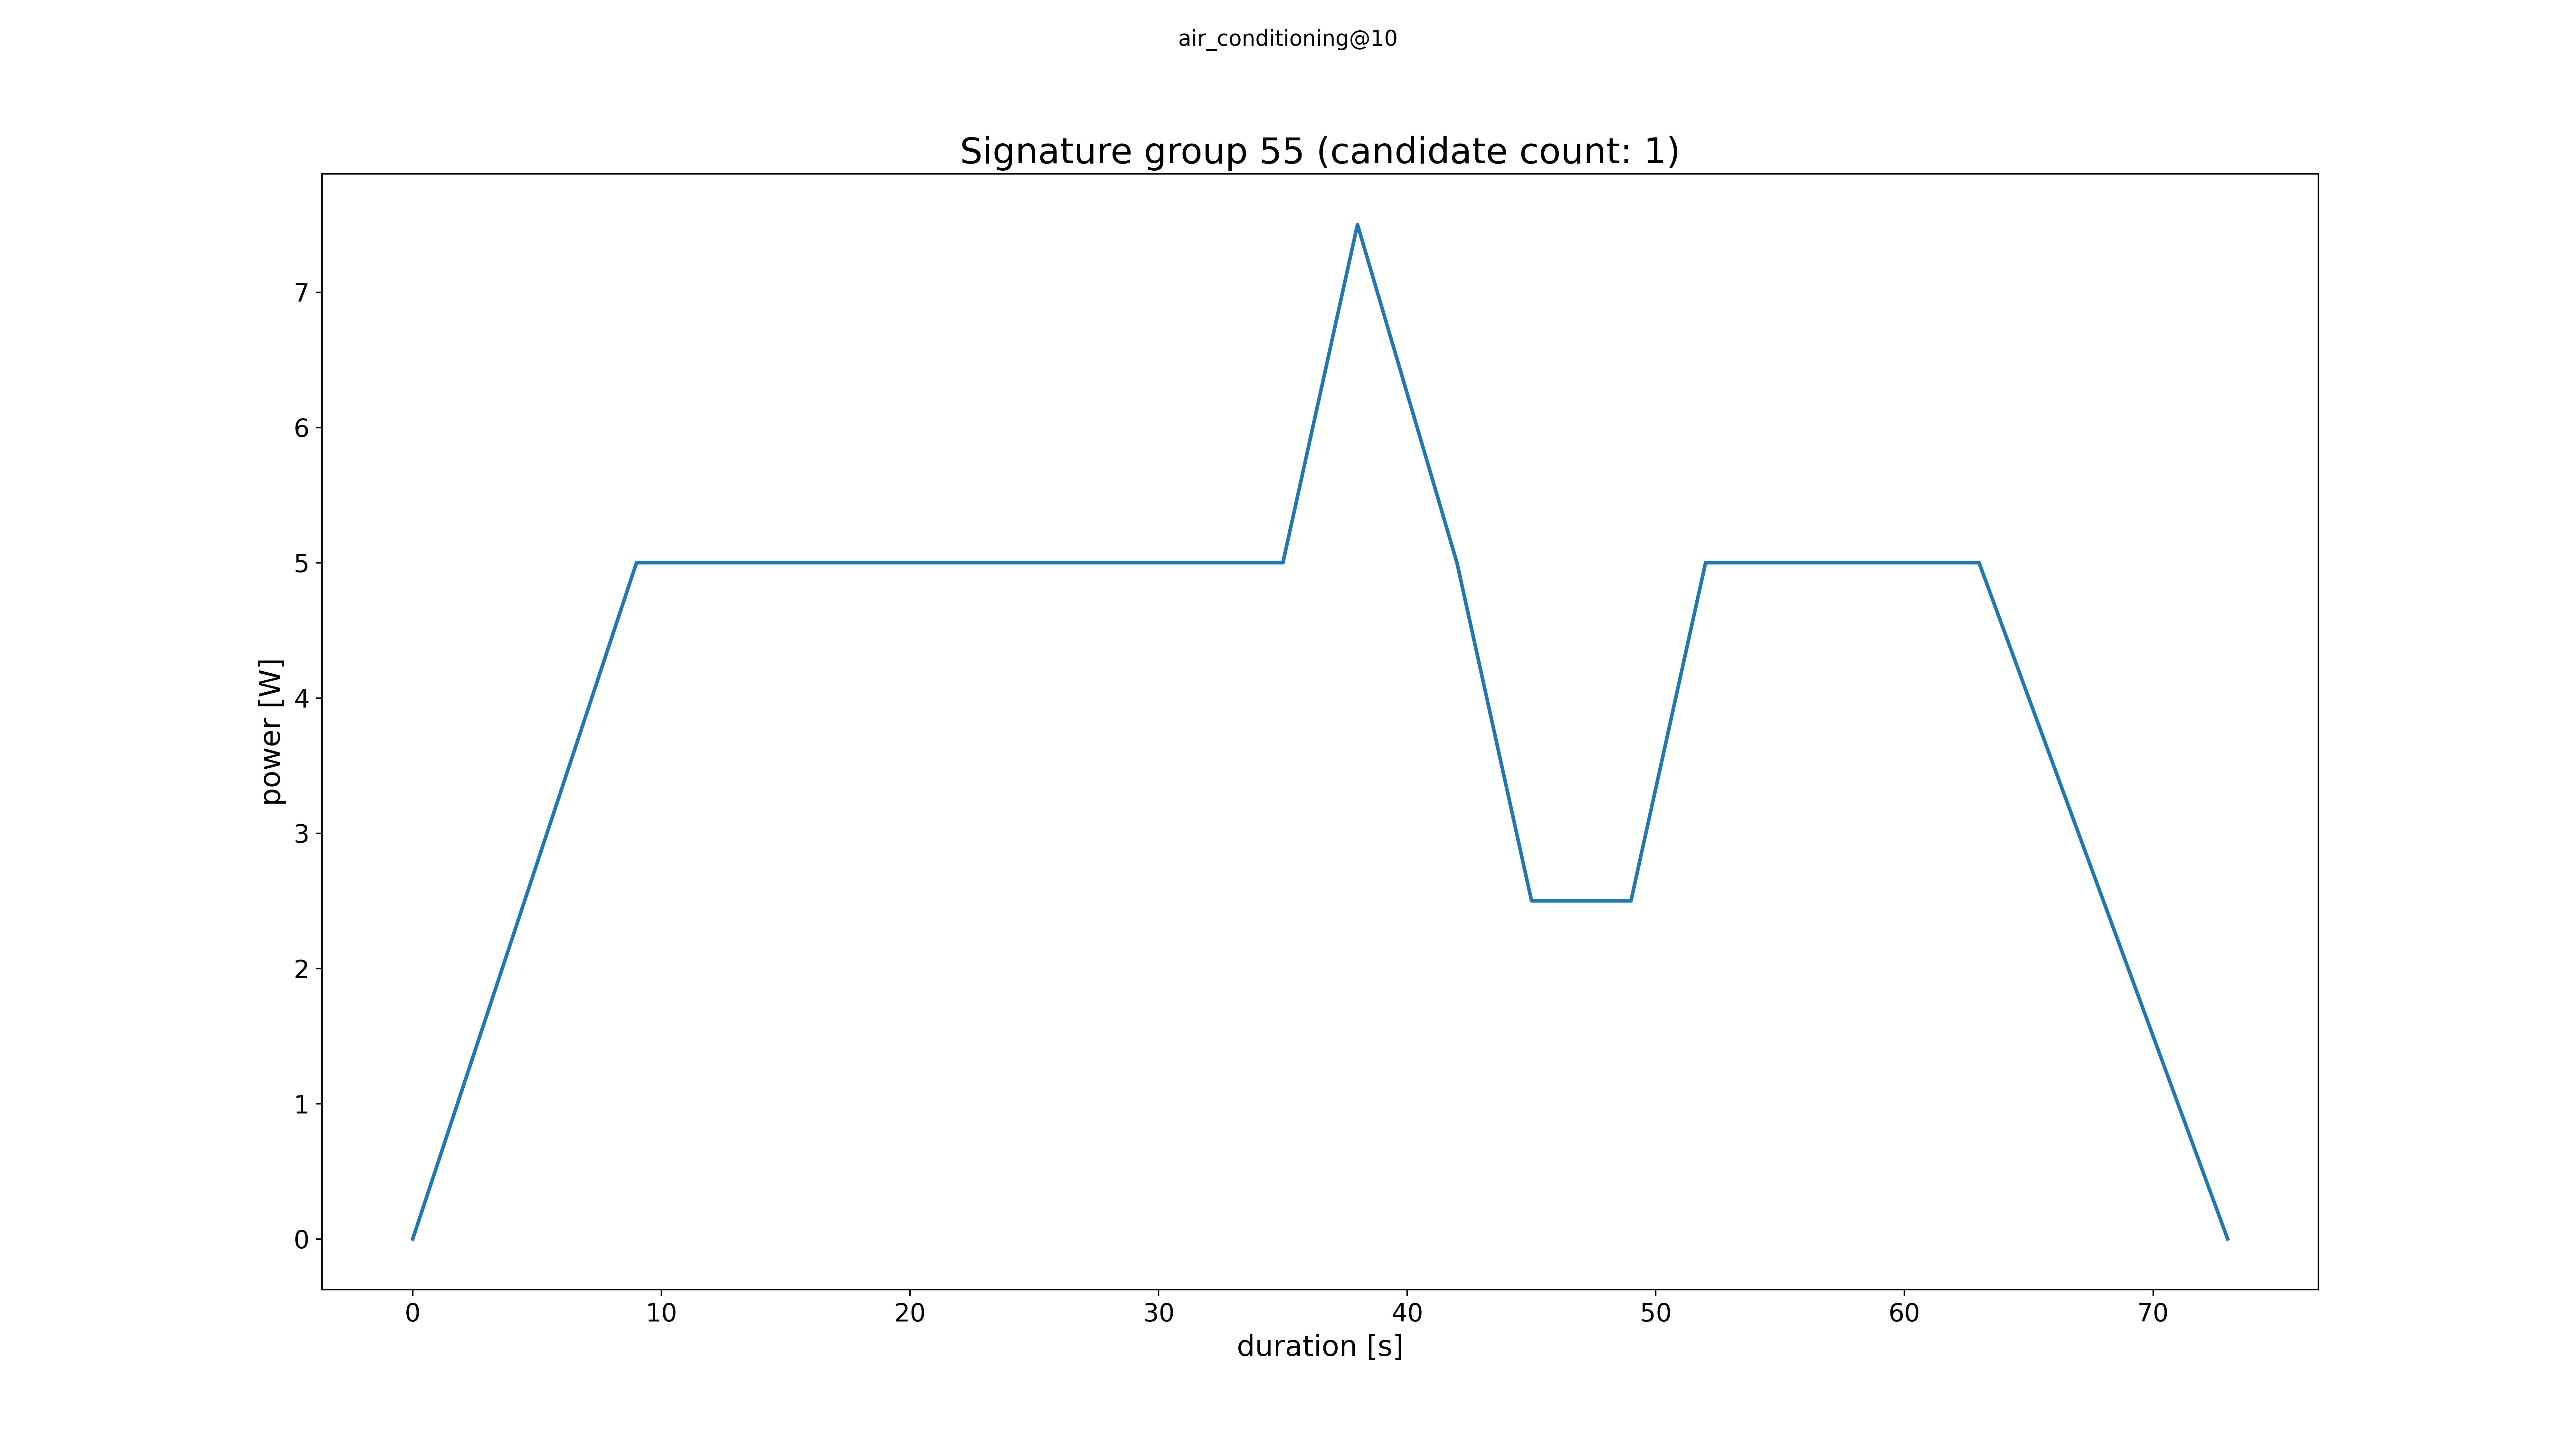 air_conditioning@10
Signature group 55 (candidate count: 1)
power [W]
7
6
5
4
3
2
1
0
0 10 20 30 40 50 60 70
duration [s]